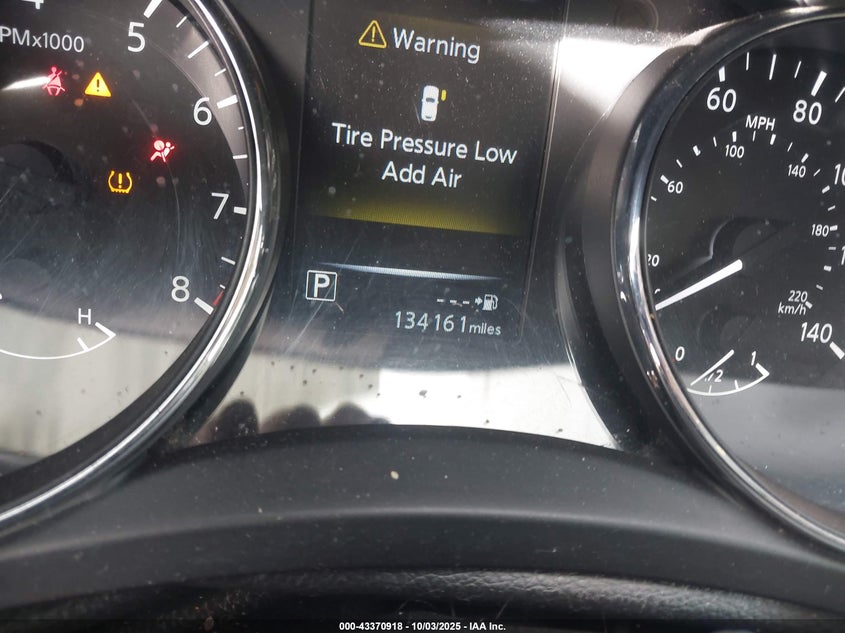 PMx1000
5
6
7
8
H
Warning
Tire Pressure Low
Add Air
P
---
134161 miles
60
80
MPH
100
140
60
180
20
220
km/h
140
0
1/2
1
000-43370918 - 10/03/2025 - IAA Inc.